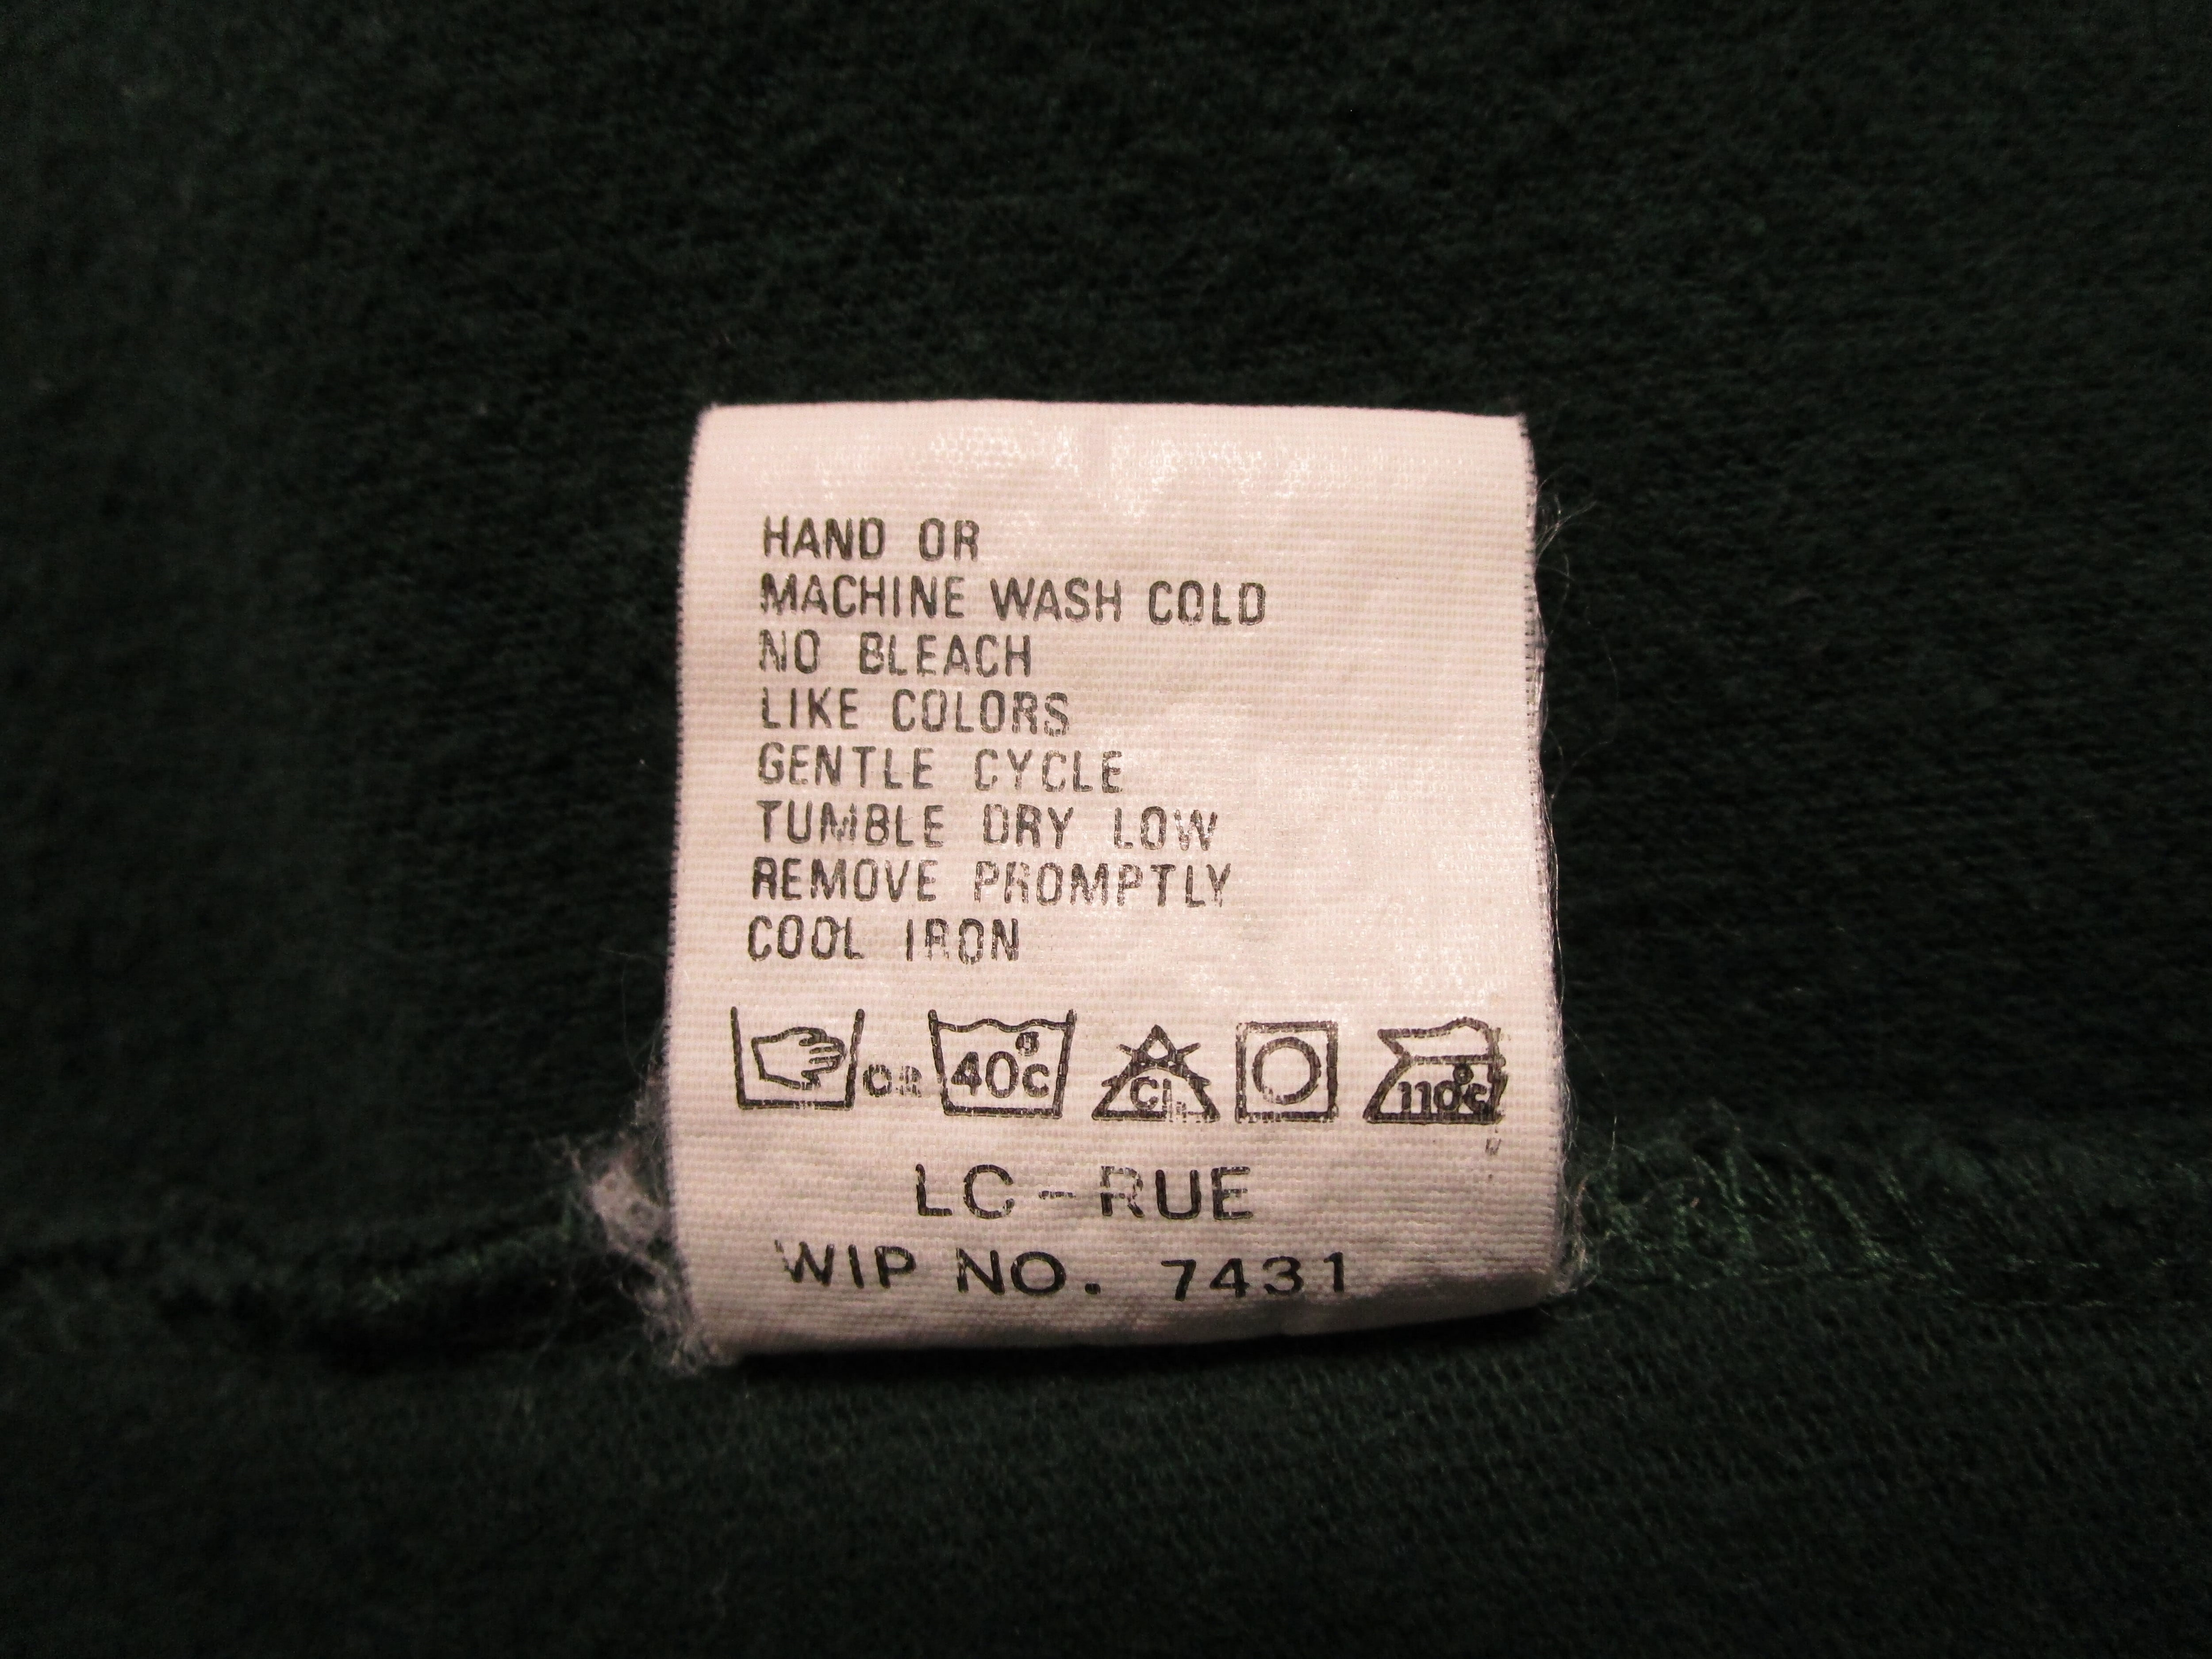 HAND OR
MACHINE WASH COLD
NO BLEACH
LIKE COLORS
GENTLE CYCLE
TUMBLE DRY LOW
REMOVE PROMPTLY
COOL IRON
OR 40°C Cl 110°C
LC-RUE
WIP NO. 7431